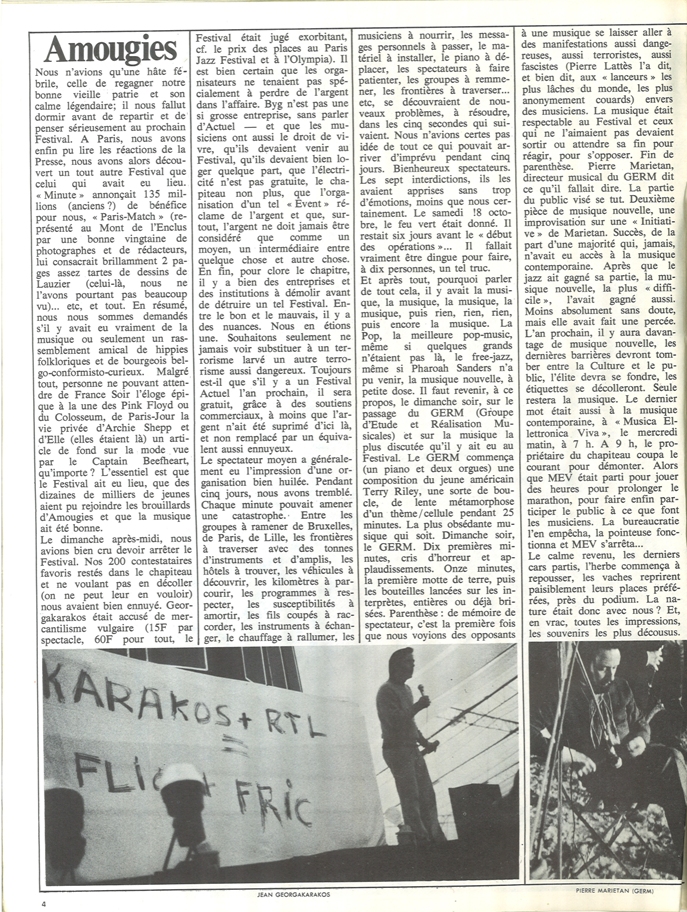 Amougies
Nous n'avions qu'une hâte fé-
brile, celle de regagner notre
bonne vieille patrie et son
calme légendaire; il nous fallut
dormir avant de repartir et de
penser sérieusement au prochain
Festival. A Paris, nous avons
enfin pu lire les réactions de la
Presse, nous avons alors décou-
vert un tout autre Festival que
celui qui avait eu lieu.
« Minute » annonçait 135 mil-
lions (anciens ?) de bénéfice
pour nous, « Paris-Match » (re-
présenté au Mont de l'Enclus
par une bonne vingtaine de
photographes et de rédacteurs,
lui consacrait brillamment 2 pa-
ges assez tartes de dessins de
Lauzier (celui-là, nous ne
l'avons pourtant pas beaucoup
vu)... etc, et tout. En résumé,
nous nous sommes demandés
s'il y avait eu vraiment de la
musique ou seulement un ras-
semblement amical de hippies
folkloriques et de bourgeois bel-
go-conformisto-curieux. Malgré
tout, personne ne pouvait atten-
dre de France Soir l'éloge épi-
que à la une des Pink Floyd ou
du Colosseum, de Paris-Jour la
vie privée d'Archie Shepp et
d'Elle (elles étaient là) un arti-
cle de fond sur la mode vue
par le Captain Beefheart,
qu'importe ? L'essentiel est que
le Festival ait eu lieu, que des
dizaines de milliers de jeunes
aient pu rejoindre les brouillards
d'Amougies et que la musique
ait été bonne.
Le dimanche après-midi, nous
avions bien cru devoir arrêter le
Festival. Nos 200 contestataires
favoris restés dans le chapiteau
et ne voulant pas en décoller
(on ne peut leur en vouloir)
nous avaient bien ennuyé. Geor-
gakarakos était accusé de mer-
cantilisme vulgaire (15F par
spectacle, 60F pour tout, le
Festival était jugé exorbitant,
cf. le prix des places au Paris
Jazz Festival et à l'Olympia). Il
est bien certain que les orga-
nisateurs ne tenaient pas spé-
cialement à perdre de l'argent
dans l'affaire. Byg n'est pas une
si grosse entreprise, sans parler
d'Actuel — et que les mu-
siciens ont aussi le droit de vi-
vre, qu'ils devaient venir au
Festival, qu'ils devaient bien lo-
ger quelque part, que l'électri-
cité n'est pas gratuite, le cha-
piteau non plus, que l'orga-
nisation d'un tel « Event » ré-
clame de l'argent et que, sur-
tout, l'argent ne doit jamais être
considéré que comme un
moyen, un intermédiaire entre
quelque chose et autre chose.
En fin, pour clore le chapitre,
il y a bien des entreprises et
des institutions à démolir avant
de détruire un tel Festival. En-
tre le bon et le mauvais, il y a
des nuances. Nous en étions
une. Souhaitons seulement ne
jamais voir substituer à un ter-
rorisme larvé un autre terro-
risme aussi dangereux. Toujours
est-il que s'il y a un Festival
Actuel l'an prochain, il sera
gratuit, grâce à des soutiens
commerciaux, à moins que l'ar-
gent n'ait été suprimé d'ici là,
et non remplacé par un équiva-
lent aussi ennuyeux.
Le spectateur moyen a générale-
ment eu l'impression d'une or-
ganisation bien huilée. Pendant
cinq jours, nous avons tremblé.
Chaque minute pouvait amener
une catastrophe. Entre les
groupes à ramener de Bruxelles,
de Paris, de Lille, les frontières
à traverser avec des tonnes
d'instruments et d'amplis, les
hôtels à trouver, les véhicules à
découvrir, les kilomètres à par-
courir, les programmes à res-
pecter, les susceptibilités à
amortir, les fils coupés à rac-
corder, les instruments à échan-
ger, le chauffage à rallumer, les
musiciens à nourrir, les messa-
ges personnels à passer, le ma-
tériel à installer, le piano à dé-
placer, les spectateurs à faire
patienter, les groupes à remme-
ner, les frontières à traverser...
etc, se découvraient de nou-
veaux problèmes, à résoudre,
dans les cinq secondes qui sui-
vaient. Nous n'avions certes pas
idée de tout ce qui pouvait ar-
river d'imprévu pendant cinq
jours. Bienheureux spectateurs.
Les sept interdictions, ils les
avaient apprises sans trop
d'émotions, moins que nous cer-
tainement. Le samedi !8 octo-
bre, le feu vert était donné. Il
restait six jours avant le « début
des opérations »... Il fallait
vraiment être dingue pour faire,
à dix personnes, un tel truc.
Et après tout, pourquoi parler
de tout cela, il y avait la musi-
que, la musique, la musique, la
musique, puis rien, rien, rien,
puis encore la musique. La
Pop, la meilleure pop-music,
même si quelques grands
n'étaient pas là, le free-jazz,
même si Pharoah Sanders n'a
pu venir, la musique nouvelle, à
petite dose. Il faut revenir, à ce
propos, le dimanche soir, sur le
passage du GERM (Groupe
d'Etude et Réalisation Mu-
sicales) et sur la musique la
plus discutée qu'il y ait eu au
Festival. Le GERM commença
(un piano et deux orgues) une
composition du jeune américain
Terry Riley, une sorte de bou-
cle, de lente métamorphose
d'un thème/cellule pendant 25
minutes. La plus obsédante mu-
sique qui soit. Dimanche soir,
le GERM. Dix premières mi-
nutes, cris d'horreur et ap-
plaudissements. Onze minutes,
la première motte de terre, puis
les bouteilles lancées sur les in-
terprètes, entières ou déjà bri-
sées. Parenthèse : de mémoire de
spectateur, c'est la première fois
que nous voyions des opposants
à une musique se laisser aller à
des manifestations aussi dange-
reuses, aussi terroristes, aussi
fascistes (Pierre Lattès l'a dit,
et bien dit, aux « lanceurs » les
plus lâches du monde, les plus
anonymement couards) envers
des musiciens. La musique était
respectable au Festival et ceux
qui ne l'aimaient pas devaient
sortir ou attendre sa fin pour
réagir, pour s'opposer. Fin de
parenthèse. Pierre Marietan,
directeur musical du GERM dit
ce qu'il fallait dire. La partie
du public visé se tut. Deuxième
pièce de musique nouvelle, une
improvisation sur une « Initiati-
ve » de Marietan. Succès, de la
part d'une majorité qui, jamais,
n'avait eu accès à la musique
contemporaine. Après que le
jazz ait gagné sa partie, la mu-
sique nouvelle, la plus « diffi-
cile », l'avait gagné aussi.
Moins absolument sans doute,
mais elle avait fait une percée.
L'an prochain, il y aura davan-
tage de musique nouvelle, les
dernières barrières devront tom-
ber entre la Culture et le pu-
blic, l'élite devra se fondre, les
étiquettes se décolleront. Seule
restera la musique. Le dernier
mot était aussi à la musique
contemporaine, à « Musica El-
lettronica Viva », le mercredi
matin, à 7 h. A 9 h, le pro-
priétaire du chapiteau coupa le
courant pour démonter. Alors
que MEV était parti pour jouer
des heures pour prolonger le
marathon, pour faire enfin par-
ticiper le public à ce que font
les musiciens. La bureaucratie
l'en empêcha, la pointeuse fonc-
tionna et MEV s'arrêta...
Le calme revenu, les derniers
cars partis, l'herbe commença à
repousser, les vaches reprirent
paisiblement leurs places préfé-
rées, près du podium. La na-
ture était donc avec nous ? Et,
en vrac, toutes les impressions,
les souvenirs les plus décousus.
KARAKOS + RTL
=
FLIC + FRIC
JEAN GEORGAKARAKOS
PIERRE MARIETAN (GERM)
4